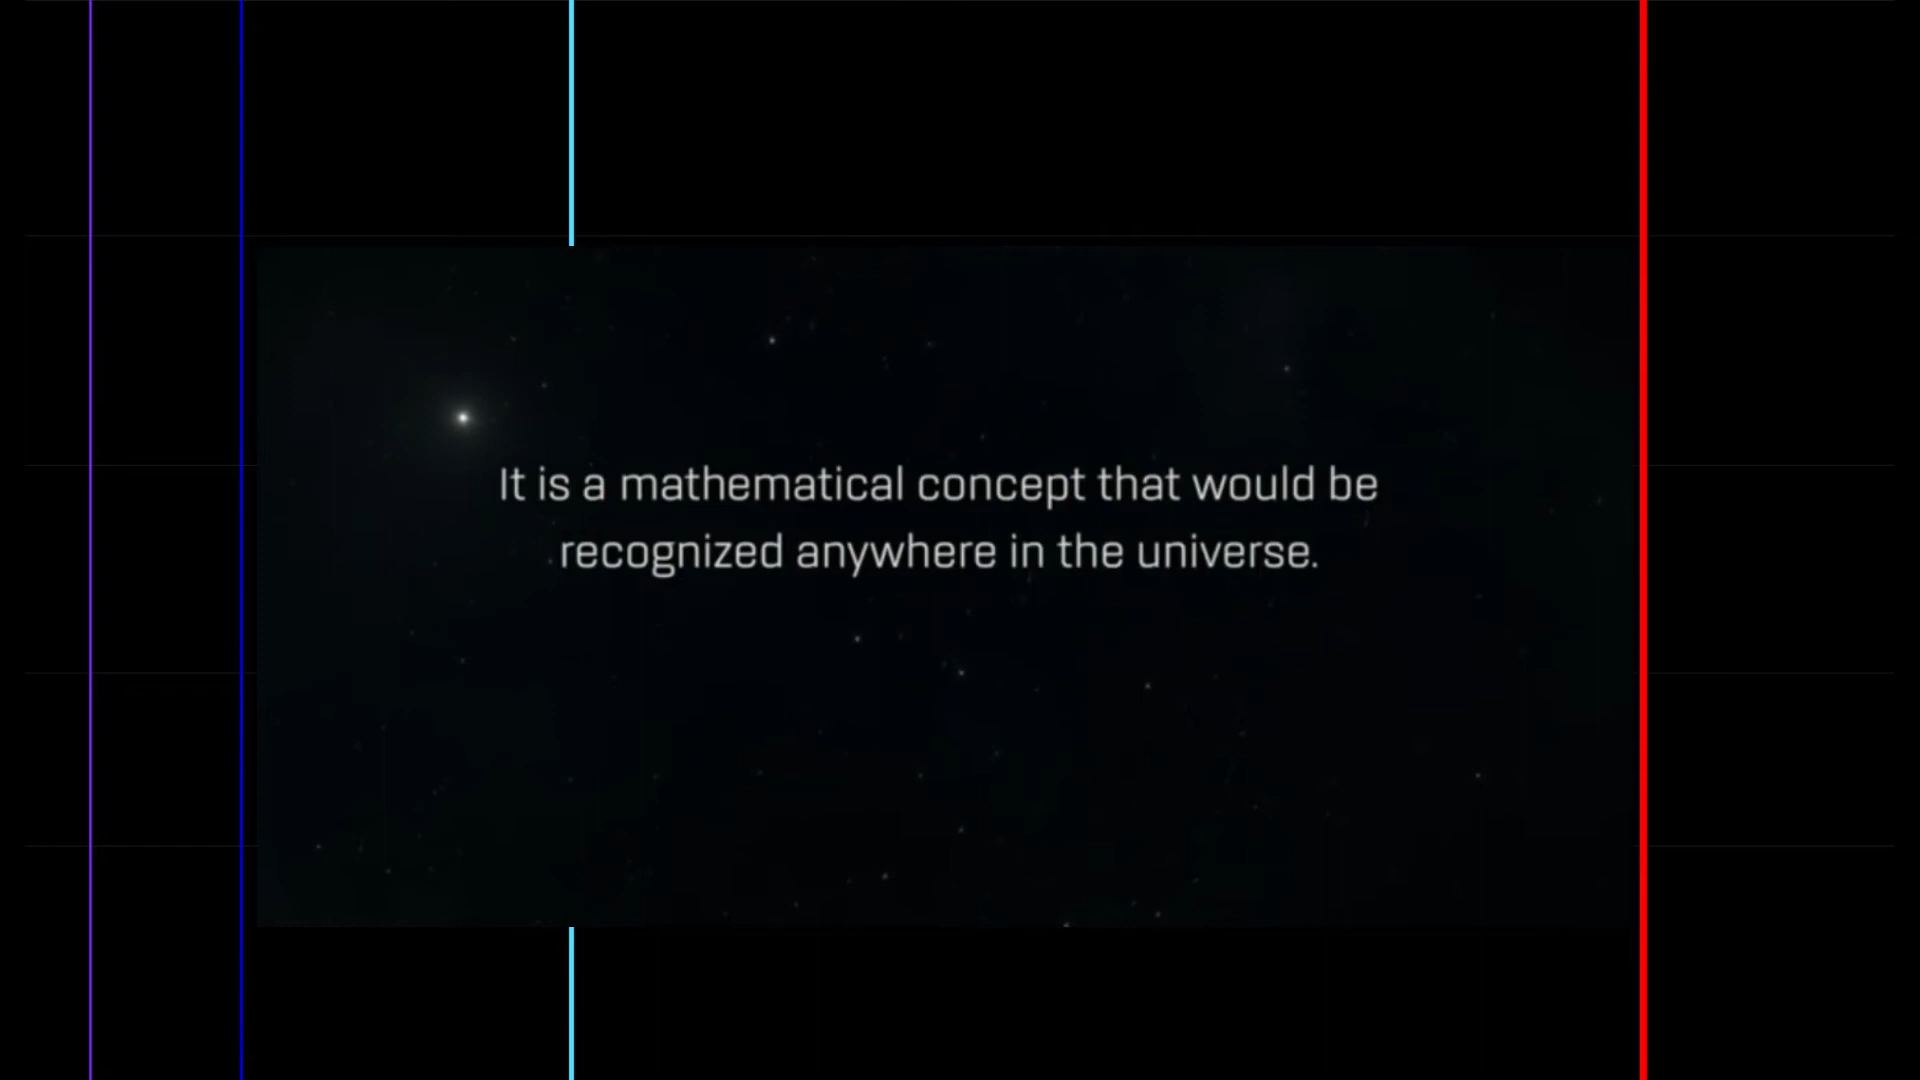 It is a mathematical concept that would be
recognized anywhere in the universe.